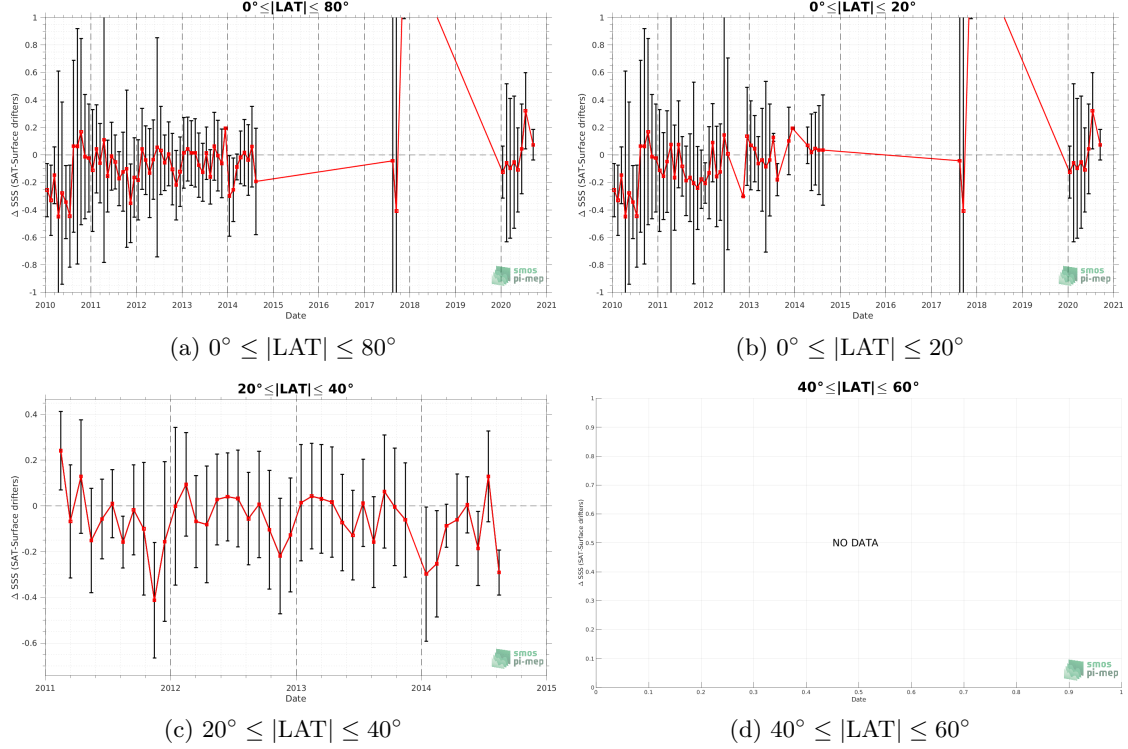 0°≤|LAT|≤ 80°
Δ SSS (SAT-Surface drifters)
1
0.8
0.6
0.4
0.2
0
-0.2
-0.4
-0.6
-0.8
-1
2010 2011 2012 2013 2014 2015 2016 2017 2018 2019 2020 2021
Date
smos
pi-mep
(a) 0° ≤ |LAT| ≤ 80°
0°≤|LAT|≤ 20°
Δ SSS (SAT-Surface drifters)
1
0.8
0.6
0.4
0.2
0
-0.2
-0.4
-0.6
-0.8
-1
2010 2011 2012 2013 2014 2015 2016 2017 2018 2019 2020 2021
Date
smos
pi-mep
(b) 0° ≤ |LAT| ≤ 20°
20°≤|LAT|≤ 40°
Δ SSS (SAT-Surface drifters)
0.4
0.2
0
-0.2
-0.4
-0.6
2011 2012 2013 2014 2015
Date
smos
pi-mep
(c) 20° ≤ |LAT| ≤ 40°
40°≤|LAT|≤ 60°
Δ SSS (SAT-Surface drifters)
1
0.9
0.8
0.7
0.6
0.5
0.4
0.3
0.2
0.1
0
NO DATA
0 0.1 0.2 0.3 0.4 0.5 0.6 0.7 0.8 0.9 1
Date
smos
pi-mep
(d) 40° ≤ |LAT| ≤ 60°